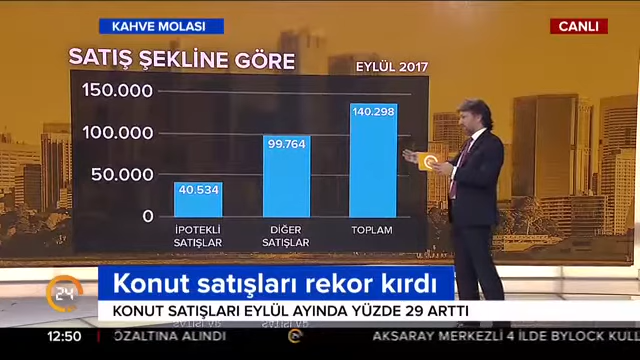 KAHVE MOLASI
CANLI
SATIŞ ŞEKLİNE GÖRE
EYLÜL 2017
150.000
140.298
100.000
99.764
50.000
40.534
0
İPOTEKLİ SATIŞLAR
DİĞER SATIŞLAR
TOPLAM
24
Konut satışları rekor kırdı
KONUT SATIŞLARI EYLÜL AYINDA YÜZDE 29 ARTTI
12:50
ÖZALTINA ALINDI
AKSARAY MERKEZLİ 4 İLDE BYLOCK KULL